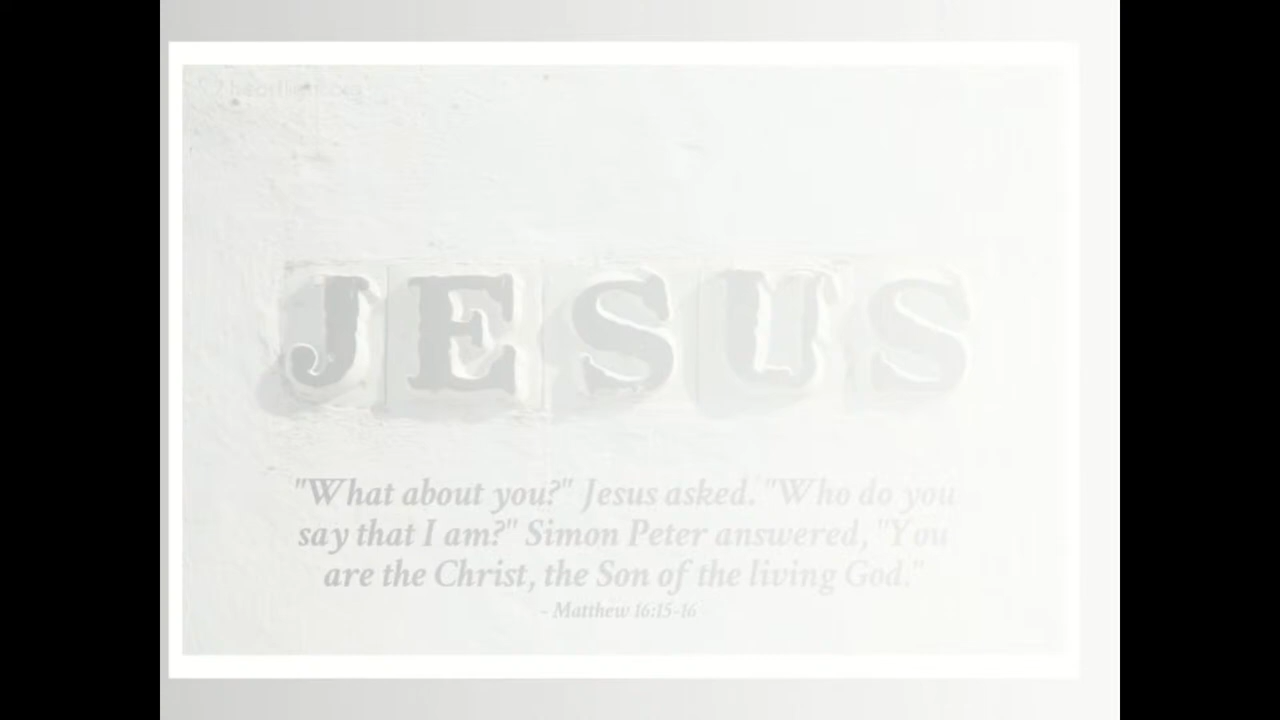 JESUS
"What about you?" Jesus asked. "Who do you
say that I am?" Simon Peter answered, "You
are the Christ, the Son of the living God."
- Matthew 16:15-16